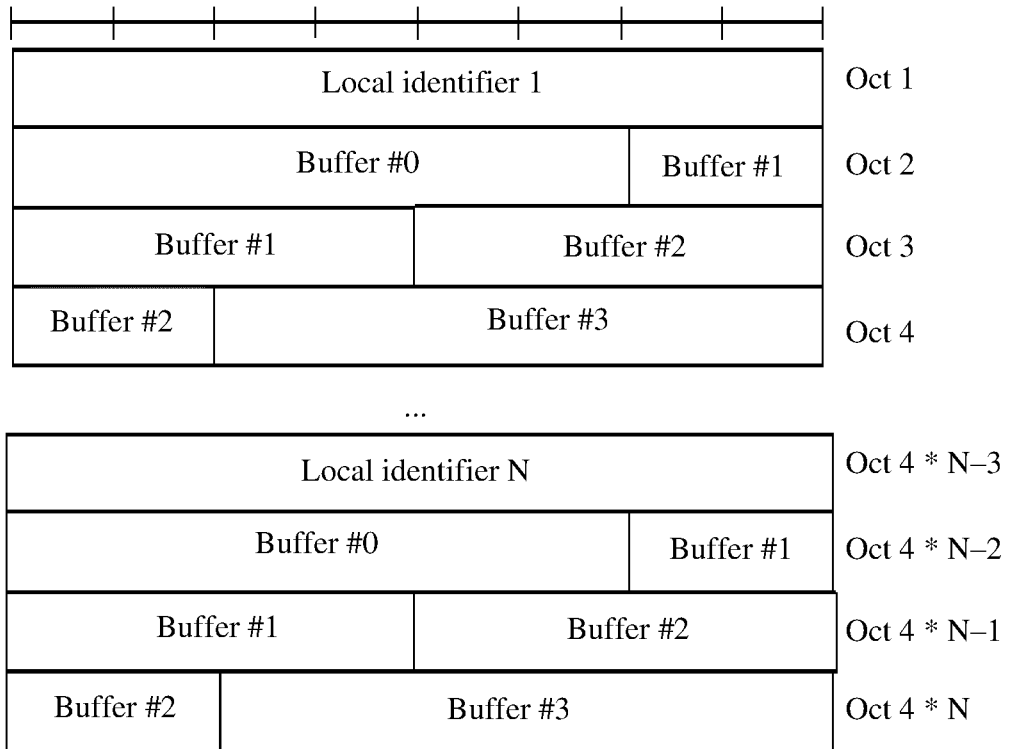 Local identifier 1 Oct 1
Buffer #0 Buffer #1 Oct 2
Buffer #1 Buffer #2 Oct 3
Buffer #2 Buffer #3 Oct 4
...
Local identifier N Oct 4 * N–3
Buffer #0 Buffer #1 Oct 4 * N–2
Buffer #1 Buffer #2 Oct 4 * N–1
Buffer #2 Buffer #3 Oct 4 * N